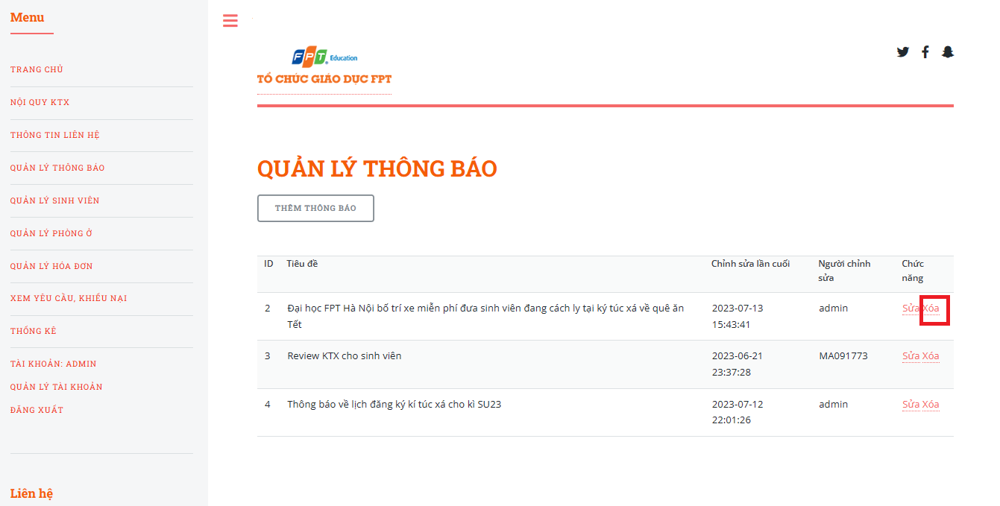 Menu
TRANG CHỦ
NỘI QUY KTX
THÔNG TIN LIÊN HỆ
QUẢN LÝ THÔNG BÁO
QUẢN LÝ SINH VIÊN
QUẢN LÝ PHÒNG Ở
QUẢN LÝ HÓA ĐƠN
XEM YÊU CẦU, KHIẾU NẠI
THỐNG KÊ
TÀI KHOẢN: ADMIN
QUẢN LÝ TÀI KHOẢN
ĐĂNG XUẤT
Liên hệ
FPT Education
TỔ CHỨC GIÁO DỤC FPT
QUẢN LÝ THÔNG BÁO
THÊM THÔNG BÁO
ID Tiêu đề Chỉnh sửa lần cuối Người chỉnh Chức
sửa năng
2 Đại học FPT Hà Nội bố trí xe miễn phí đưa sinh viên đang cách ly tại ký túc xá về quê ăn 2023-07-13 admin Sửa Xóa
Tết 15:43:41
3 Review KTX cho sinh viên 2023-06-21 MA091773 Sửa Xóa
23:37:28
4 Thông báo về lịch đăng ký kí túc xá cho kì SU23 2023-07-12 admin Sửa Xóa
22:01:26